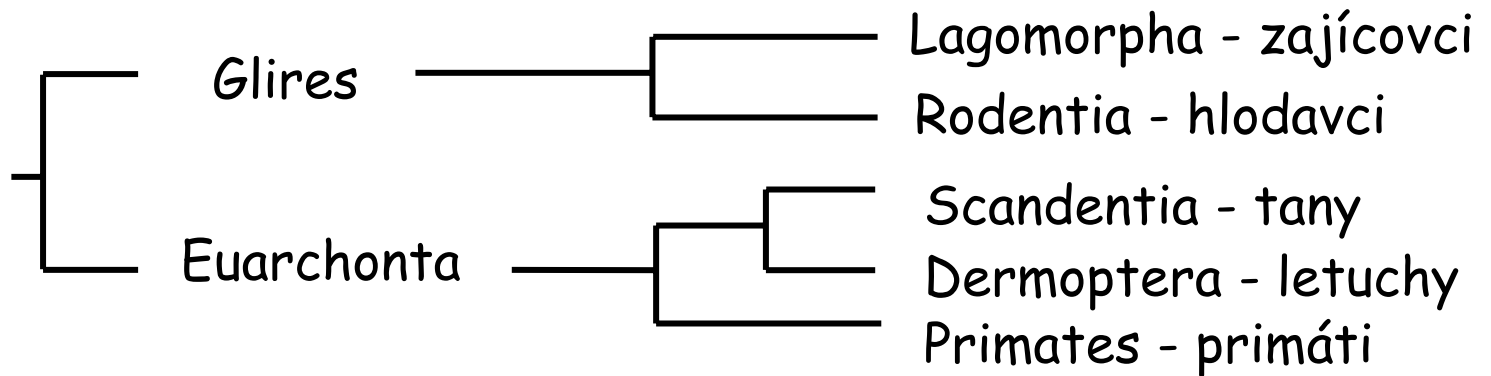 Lagomorpha - zajícovci
Glires
Rodentia - hlodavci
Scandentia - tany
Euarchonta
Dermoptera - letuchy
Primates - primáti